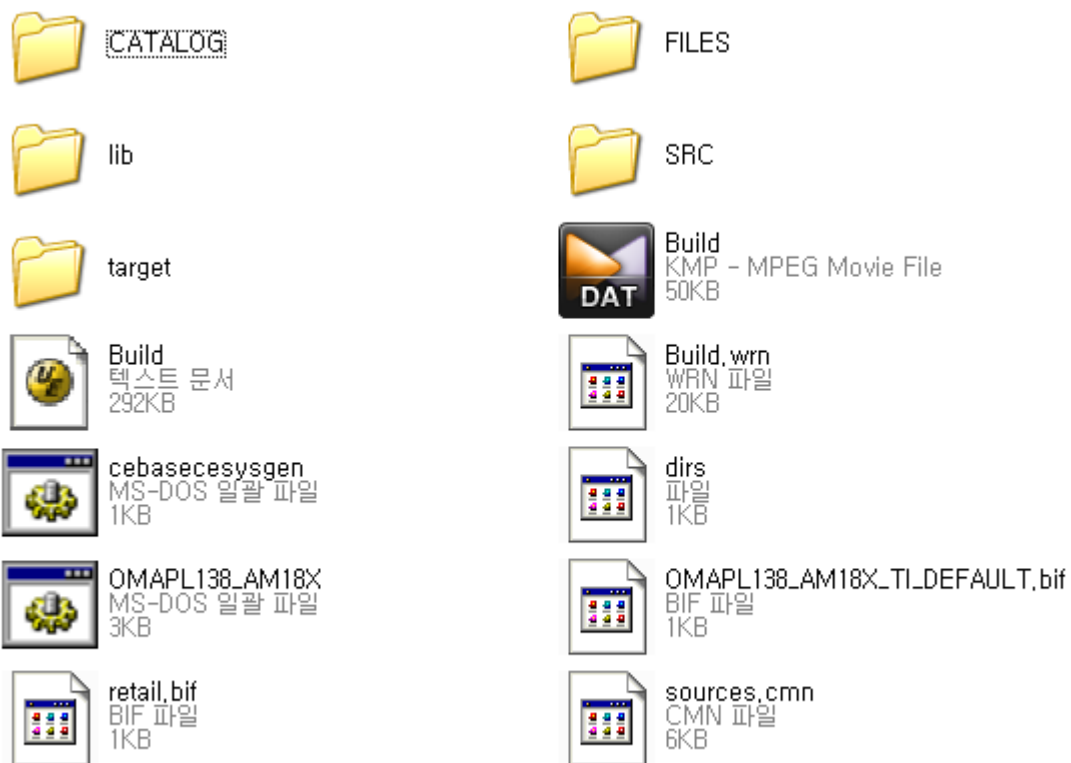 CATALOG
FILES
lib
SRC
target
Build
KMP - MPEG Movie File
50KB
DAT
Build
텍스트 문서
292KB
Build.wrn
WRN 파일
20KB
cebasecesysgen
MS-DOS 일괄 파일
1KB
dirs
파일
1KB
OMAPL138_AM18X
MS-DOS 일괄 파일
3KB
OMAPL138_AM18X_TI_DEFAULT.bif
BIF 파일
1KB
retail.bif
BIF 파일
1KB
sources.cmn
CMN 파일
6KB